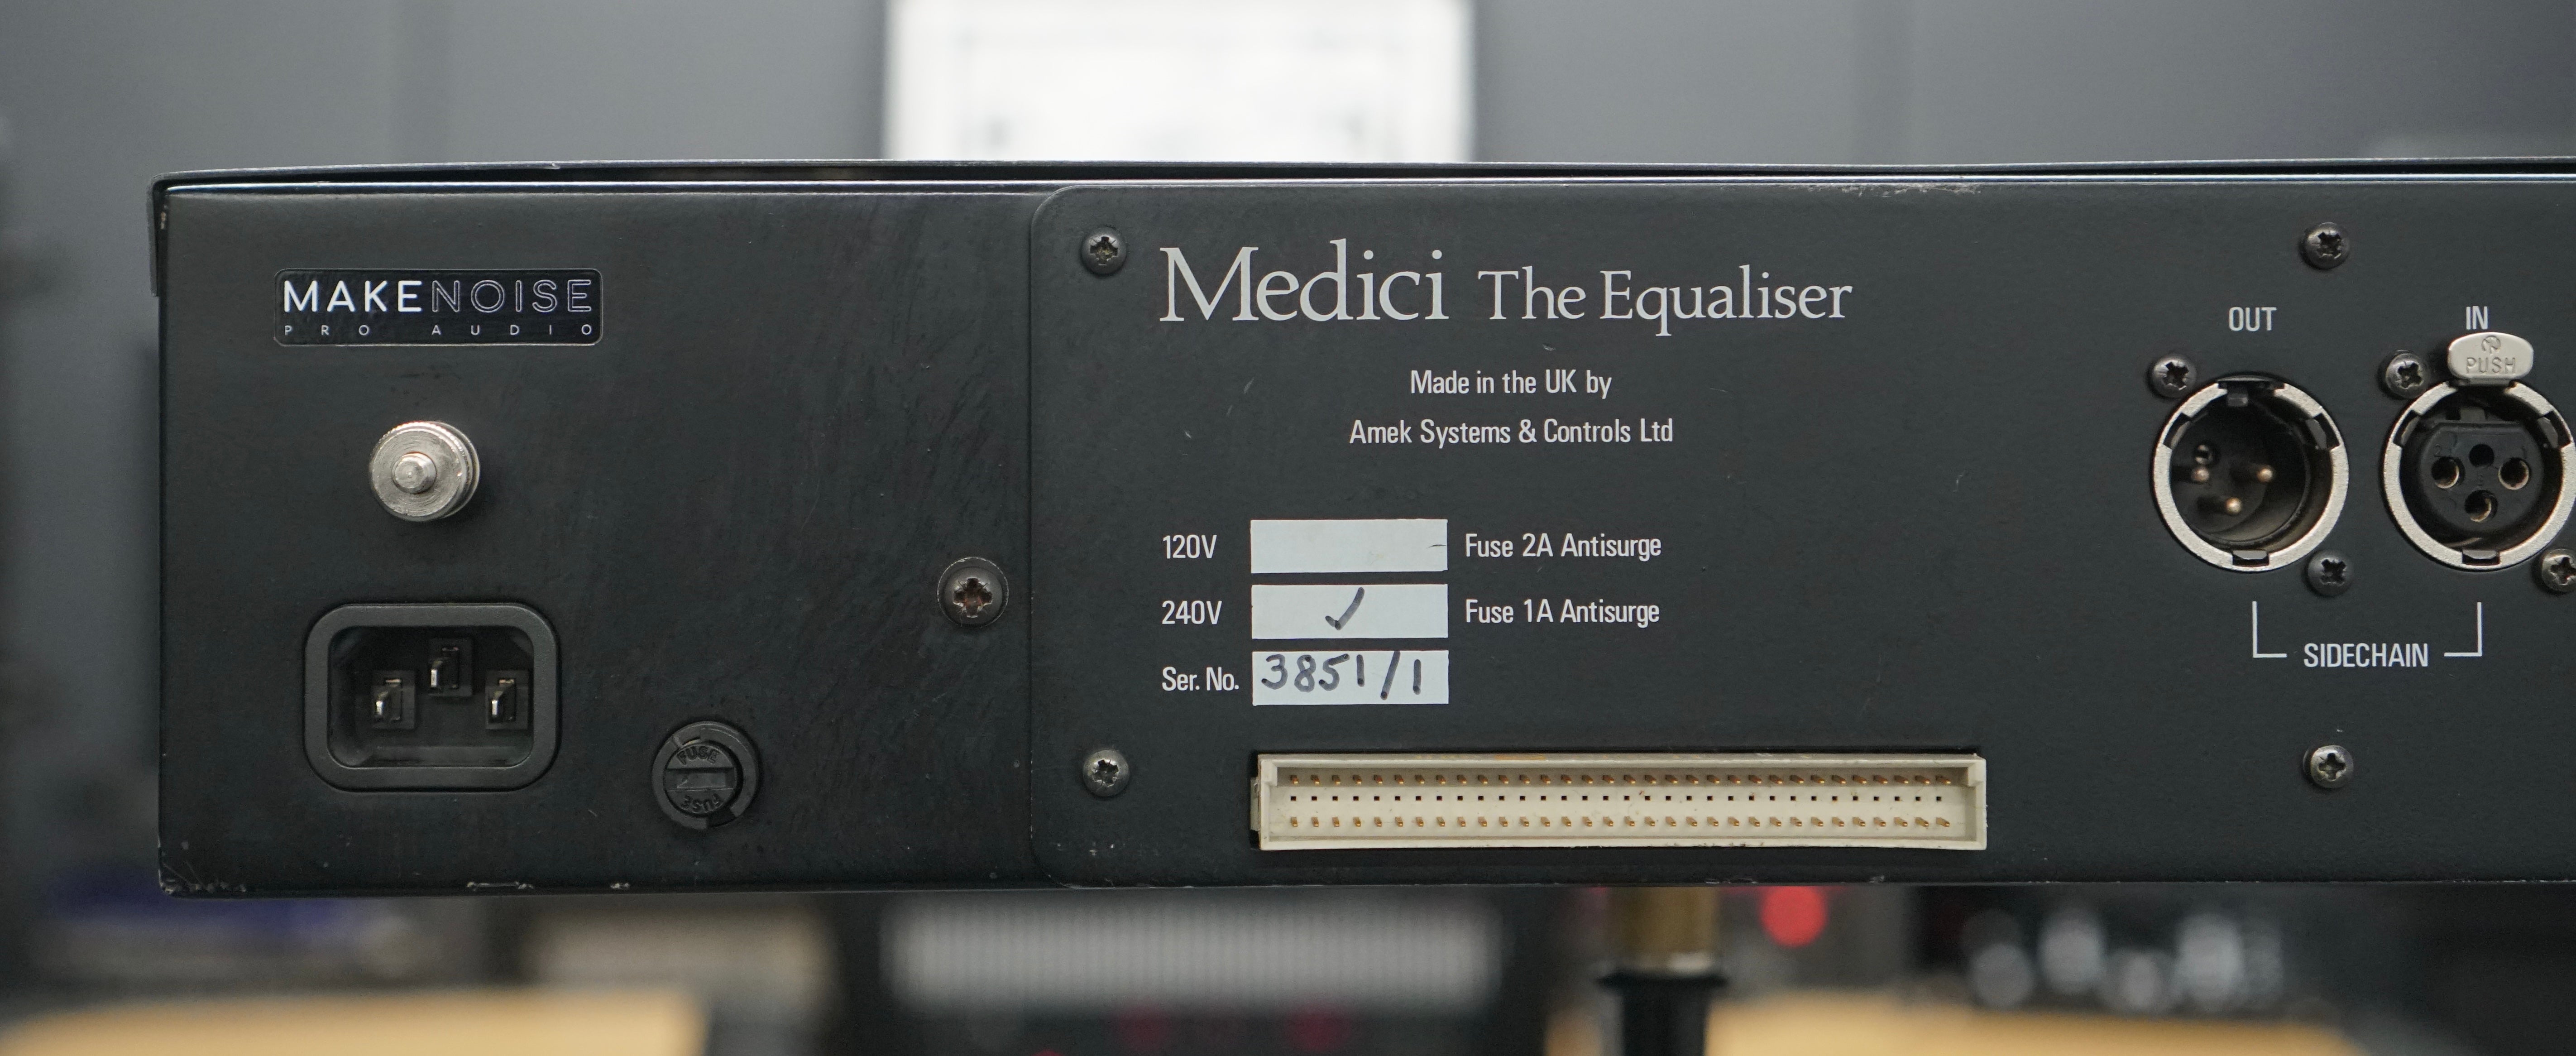 MAKENOISE
PRO AUDIO
Medici The Equaliser
Made in the UK by
Amek Systems & Controls Ltd
120V Fuse 2A Antisurge
240V ✓ Fuse 1A Antisurge
Ser. No. 3851/1
OUT
IN
PUSH
SIDECHAIN
FUSE
FUSE